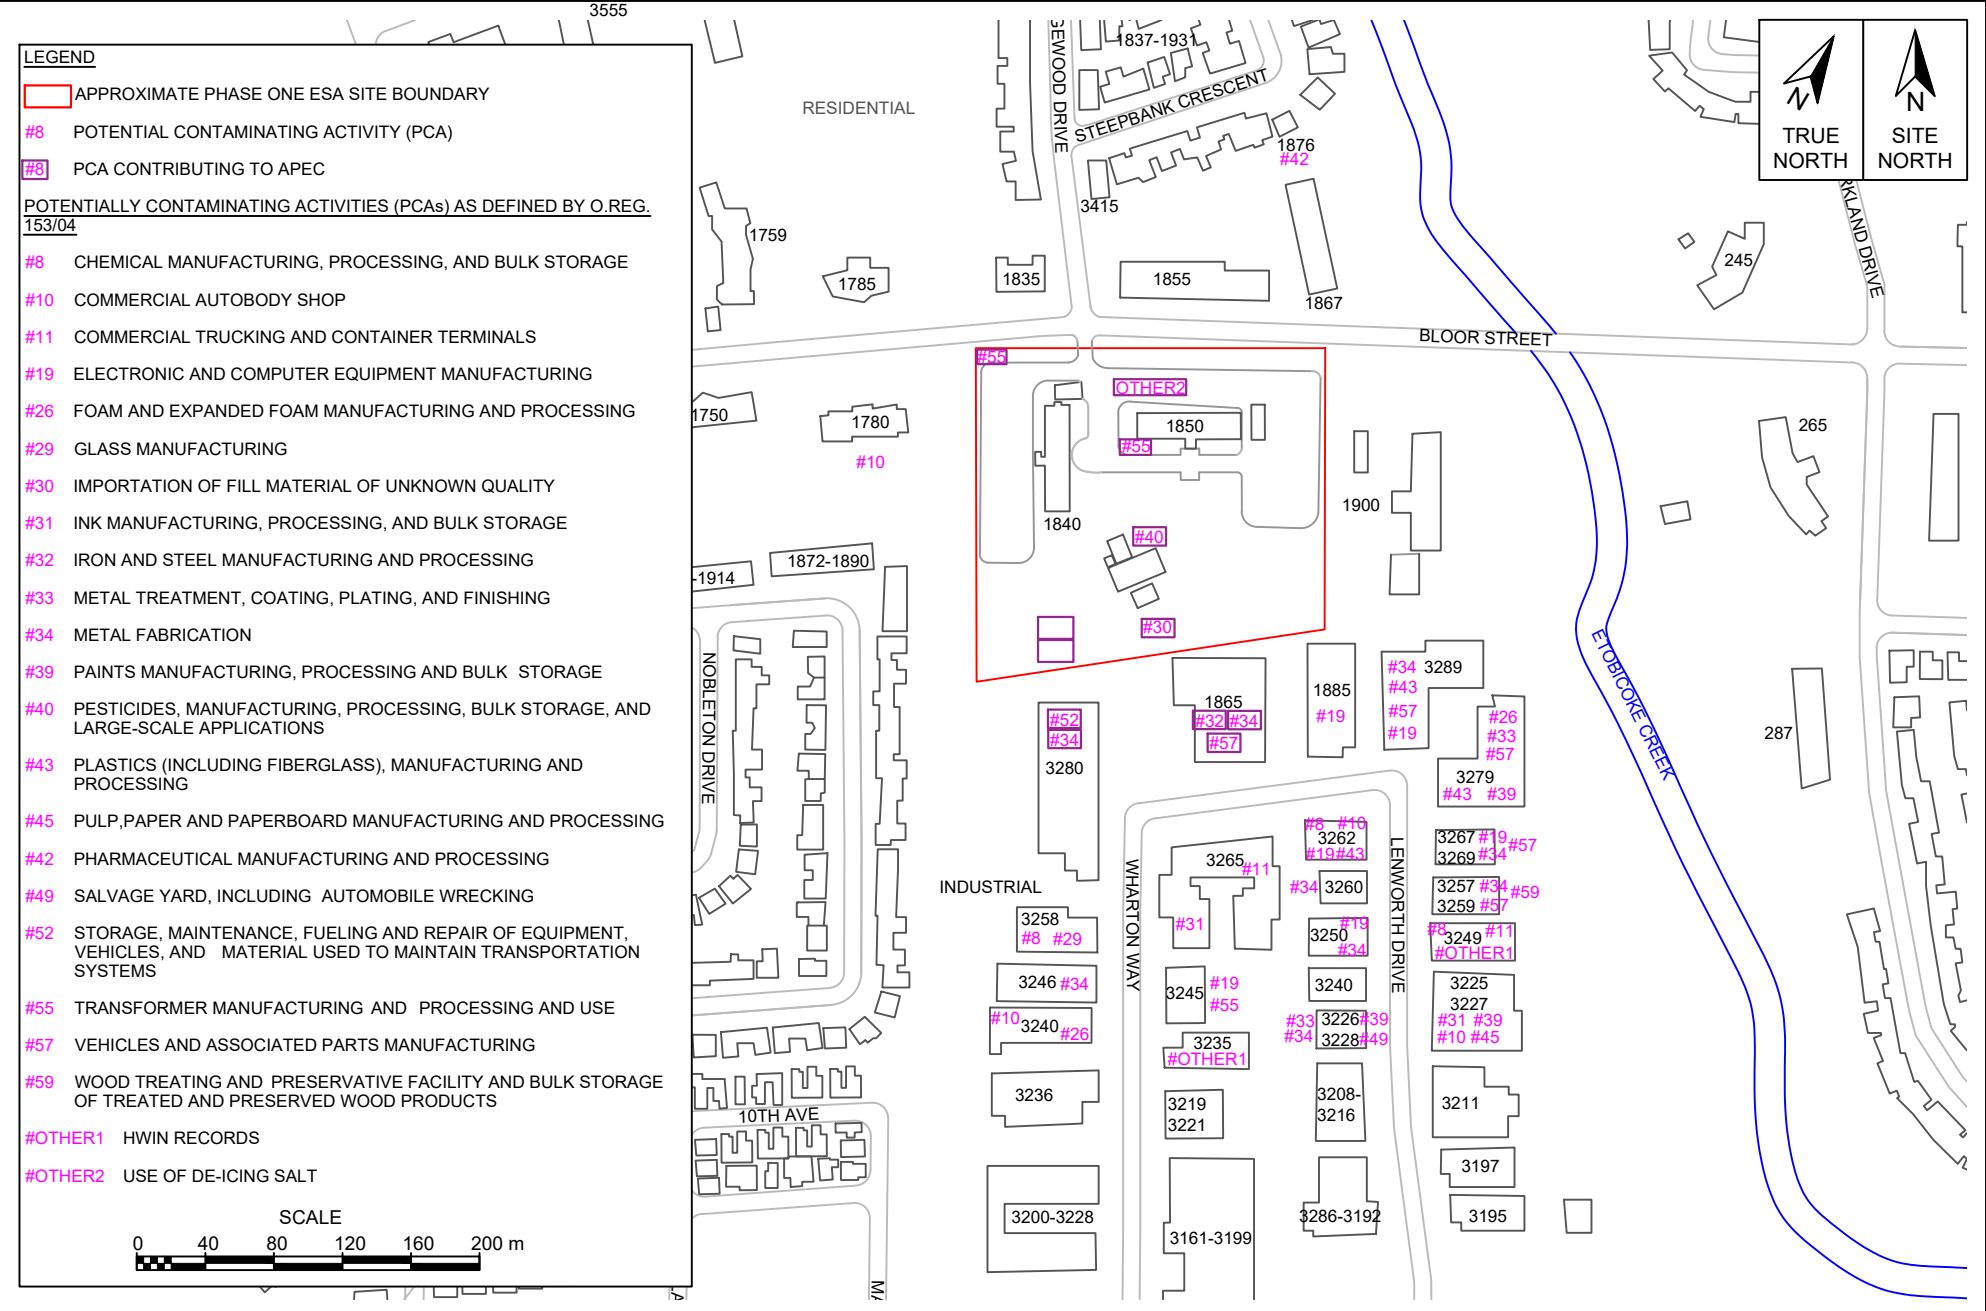 3555
LEGEND
APPROXIMATE PHASE ONE ESA SITE BOUNDARY
#8 POTENTIAL CONTAMINATING ACTIVITY (PCA)
#8 PCA CONTRIBUTING TO APEC
POTENTIALLY CONTAMINATING ACTIVITIES (PCAs) AS DEFINED BY O.REG.
153/04
#8 CHEMICAL MANUFACTURING, PROCESSING, AND BULK STORAGE
#10 COMMERCIAL AUTOBODY SHOP
#11 COMMERCIAL TRUCKING AND CONTAINER TERMINALS
#19 ELECTRONIC AND COMPUTER EQUIPMENT MANUFACTURING
#26 FOAM AND EXPANDED FOAM MANUFACTURING AND PROCESSING
#29 GLASS MANUFACTURING
#30 IMPORTATION OF FILL MATERIAL OF UNKNOWN QUALITY
#31 INK MANUFACTURING, PROCESSING, AND BULK STORAGE
#32 IRON AND STEEL MANUFACTURING AND PROCESSING
#33 METAL TREATMENT, COATING, PLATING, AND FINISHING
#34 METAL FABRICATION
#39 PAINTS MANUFACTURING, PROCESSING AND BULK STORAGE
#40 PESTICIDES, MANUFACTURING, PROCESSING, BULK STORAGE, AND
LARGE-SCALE APPLICATIONS
#43 PLASTICS (INCLUDING FIBERGLASS), MANUFACTURING AND
PROCESSING
#45 PULP,PAPER AND PAPERBOARD MANUFACTURING AND PROCESSING
#42 PHARMACEUTICAL MANUFACTURING AND PROCESSING
#49 SALVAGE YARD, INCLUDING AUTOMOBILE WRECKING
#52 STORAGE, MAINTENANCE, FUELING AND REPAIR OF EQUIPMENT,
VEHICLES, AND MATERIAL USED TO MAINTAIN TRANSPORTATION
SYSTEMS
#55 TRANSFORMER MANUFACTURING AND PROCESSING AND USE
#57 VEHICLES AND ASSOCIATED PARTS MANUFACTURING
#59 WOOD TREATING AND PRESERVATIVE FACILITY AND BULK STORAGE
OF TREATED AND PRESERVED WOOD PRODUCTS
#OTHER1 HWIN RECORDS
#OTHER2 USE OF DE-ICING SALT
SCALE
0 40 80 120 160 200 m
N
TRUE
NORTH
N
SITE
NORTH
RESIDENTIAL
GEWOOD DRIVE
1837-1931
STEEPBANK CRESCENT
1876
#42
3415
1759
1785
1835
1855
1867
245
RKLAND DRIVE
BLOOR STREET
#55
OTHER2
1850
#55
1750
1780
#10
1840
1900
265
#40
-1914
1872-1890
#30
NOBLETON DRIVE
ETOBICOKE CREEK
287
#52
#34
3280
1865
#32 #34
#57
1885
#19
#34 3289
#43
#57
#19
#26
#33
#57
3279
#43 #39
INDUSTRIAL
WHARTON WAY
LENWORTH DRIVE
3265
#11
#31
#8 #10
3262
#19#43
#34 3260
#19
3250
#34
3240
3267 #19
3269 #34
#57
3257 #34
3259 #57
#59
#8
3249
#11
#OTHER1
3258
#8 #29
3246 #34
#10
3240
#26
3236
3245
#19
#55
3235
#OTHER1
#33
#34
3226#39
3228#49
3225
3227
#31 #39
#10 #45
3219
3221
3208-
3216
3211
3197
3195
10TH AVE
3200-3228
3161-3199
3286-3192
MA